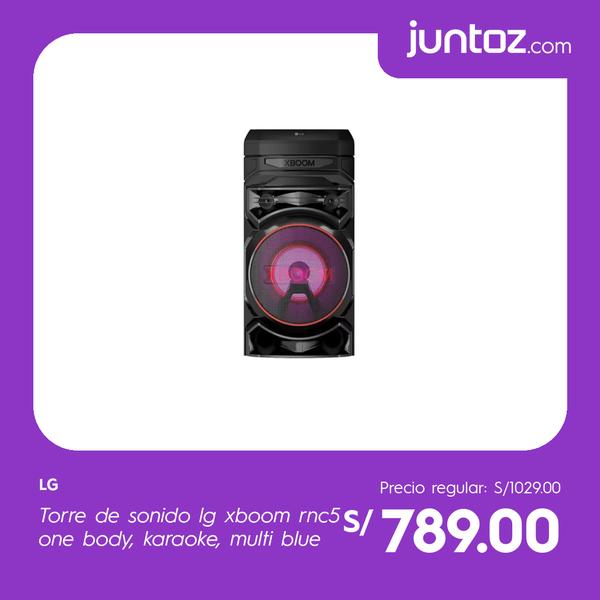 juntoz.com
LG
XBOOM
LG
Precio regular: S/1029.00
Torre de sonido lg xboom rnc5
one body, karaoke, multi blue
S/ 789.00